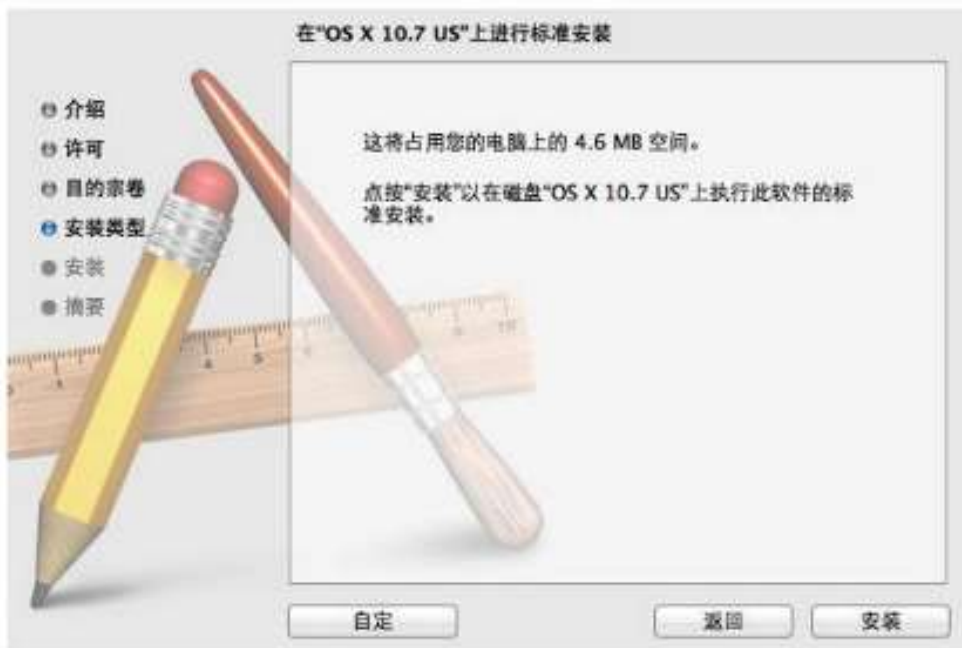 在"OS X 10.7 US"上进行标准安装
介绍
许可
目的宗卷
安装类型
安装
摘要
这将占用您的电脑上的 4.6 MB 空间。
点按"安装"以在磁盘"OS X 10.7 US"上执行此软件的标
准安装。
自定
返回
安装